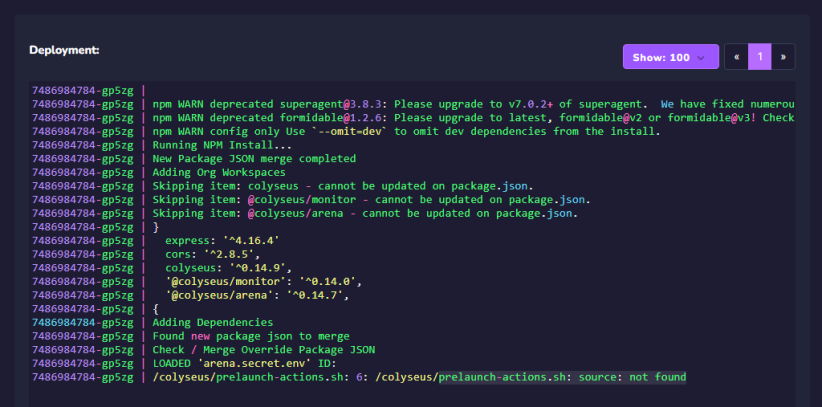 Deployment:
Show: 100
« 1 »
7486984784-gp5zg |
7486984784-gp5zg | npm WARN deprecated superagent@3.8.3: Please upgrade to v7.0.2+ of superagent.  We have fixed numerou
7486984784-gp5zg | npm WARN deprecated formidable@1.2.6: Please upgrade to latest, formidable@v2 or formidable@v3! Check
7486984784-gp5zg | npm WARN config only Use `--omit=dev` to omit dev dependencies from the install.
7486984784-gp5zg | Running NPM Install...
7486984784-gp5zg | New Package JSON merge completed
7486984784-gp5zg | Adding Org Workspaces
7486984784-gp5zg | Skipping item: colyseus - cannot be updated on package.json.
7486984784-gp5zg | Skipping item: @colyseus/monitor - cannot be updated on package.json.
7486984784-gp5zg | Skipping item: @colyseus/arena - cannot be updated on package.json.
7486984784-gp5zg | }
7486984784-gp5zg |   express: '^4.16.4'
7486984784-gp5zg |   cors: '^2.8.5',
7486984784-gp5zg |   colyseus: '^0.14.9',
7486984784-gp5zg |   '@colyseus/monitor': '^0.14.0',
7486984784-gp5zg |   '@colyseus/arena': '^0.14.7',
7486984784-gp5zg | {
7486984784-gp5zg | Adding Dependencies
7486984784-gp5zg | Found new package json to merge
7486984784-gp5zg | Check / Merge Override Package JSON
7486984784-gp5zg | LOADED 'arena.secret.env' ID:
7486984784-gp5zg | /colyseus/prelaunch-actions.sh: 6: /colyseus/prelaunch-actions.sh: source: not found